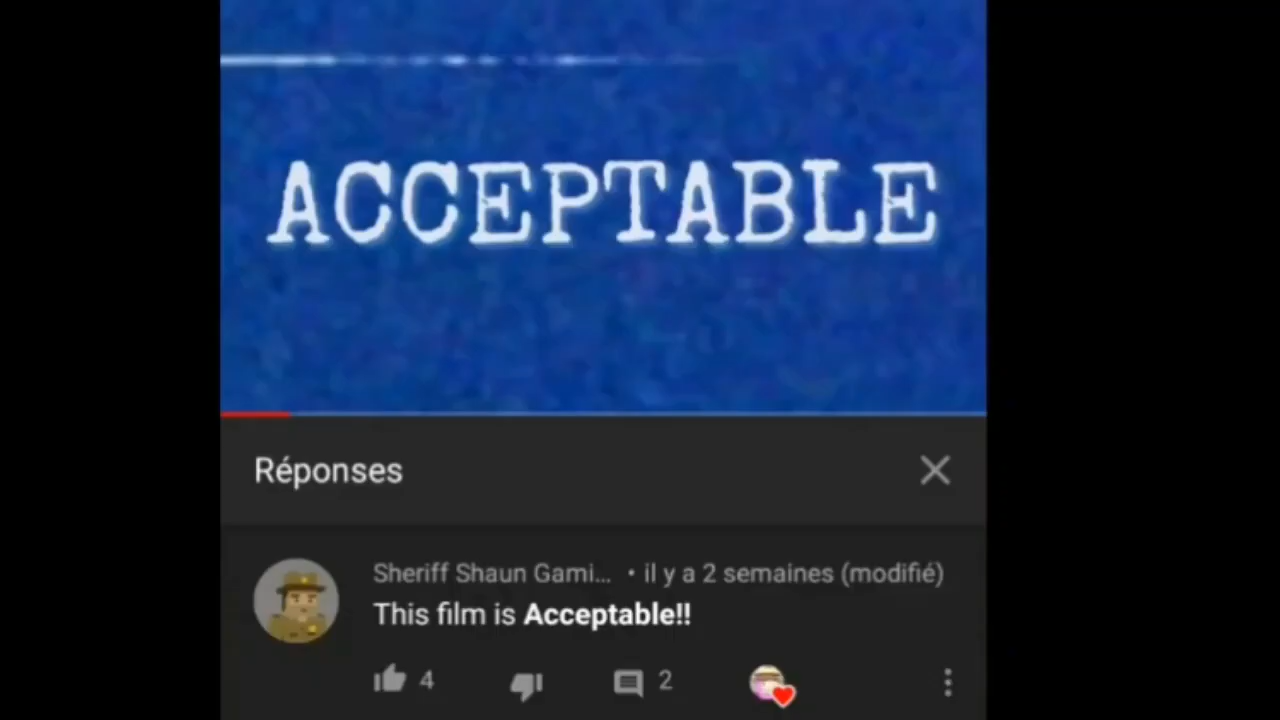 ACCEPTABLE
Réponses
Sheriff Shaun Gami... • il y a 2 semaines (modifié)
This film is Acceptable!!
4 2